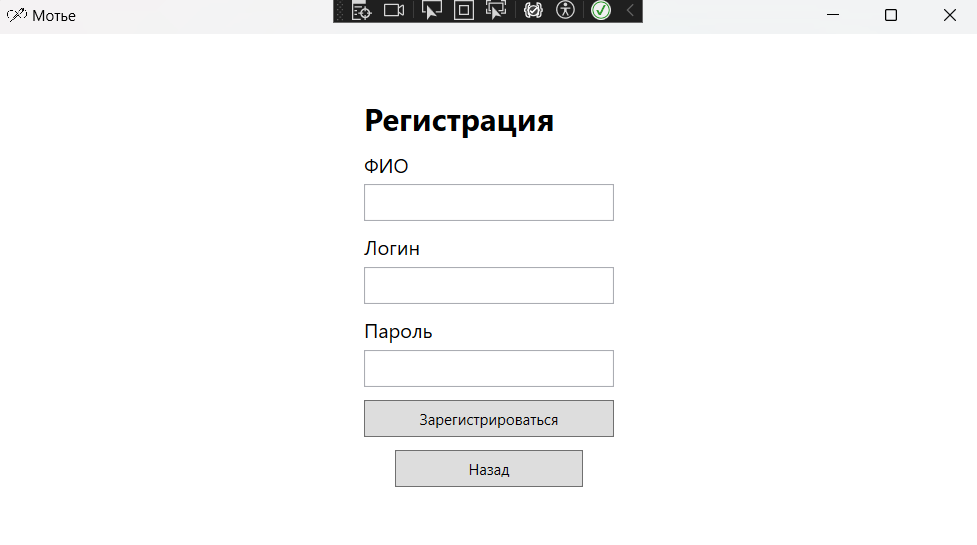 Мотье
Регистрация
ФИО
Логин
Пароль
Зарегистрироваться
Назад